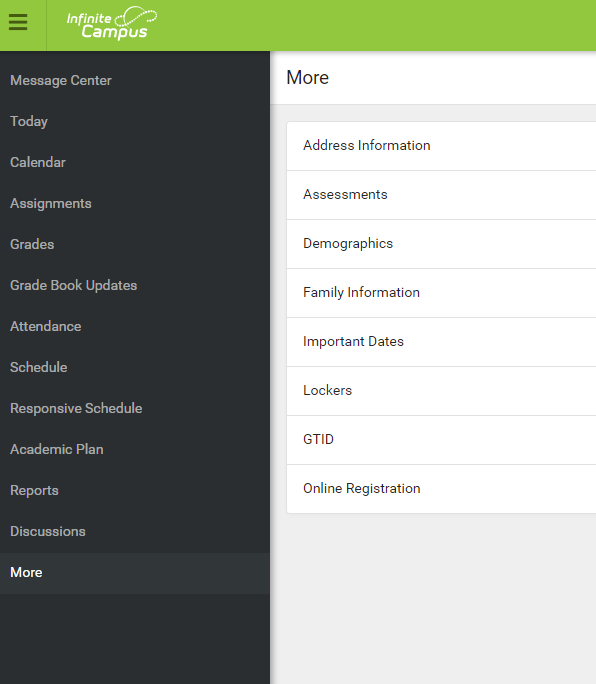 Infinite
Campus
Message Center
Today
Calendar
Assignments
Grades
Grade Book Updates
Attendance
Schedule
Responsive Schedule
Academic Plan
Reports
Discussions
More
More
Address Information
Assessments
Demographics
Family Information
Important Dates
Lockers
GTID
Online Registration